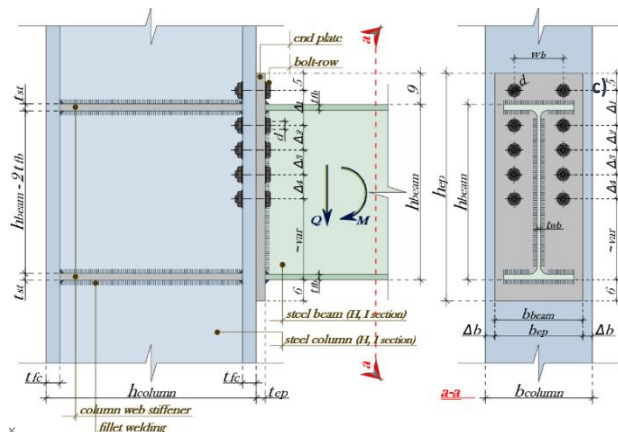 end plate
bolt-row
a
tst
tfb
5
9
Δ1
d
Δ2
Δ3
Δ4
hbeam - 2tfb
Q
M
hbeam
~var
tst
tfb
6
steel beam (H, I section)
steel column (H, I section)
a
tfc
tfc
hcolumn
tep
column web stiffener
fillet welding
wb
d
5
c)
Δ1
Δ2
Δ3
Δ4
hep
hbeam
twb
~var
6
bbeam
Δb
bep
Δb
a-a
bcolumn